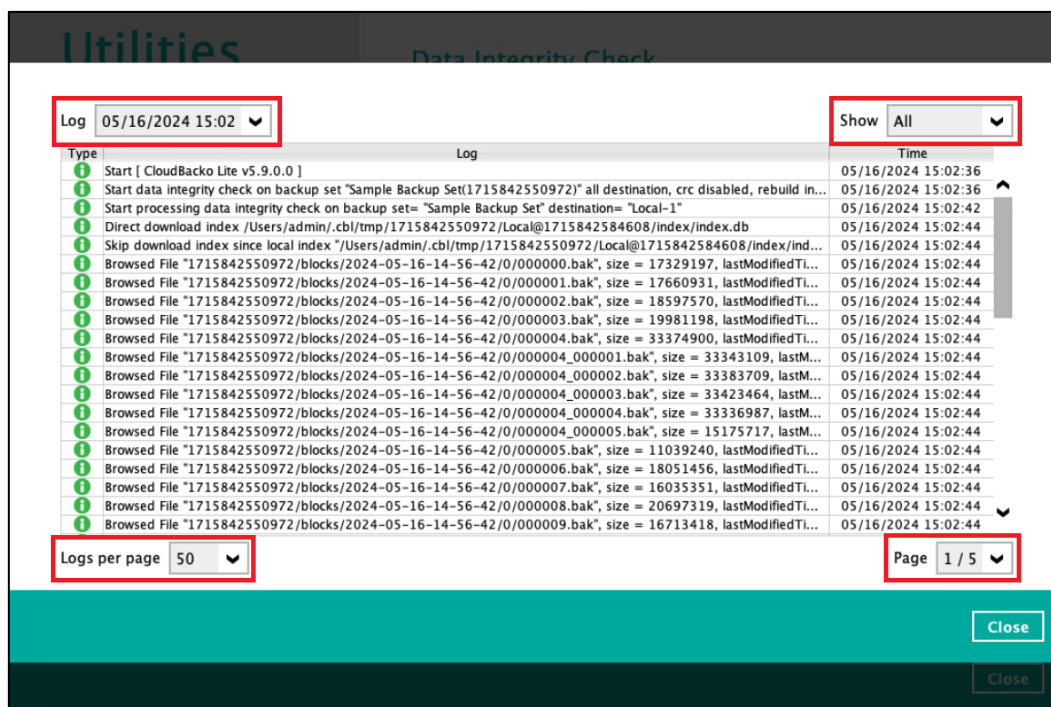 Utilities
Data Integrity Check
Log 05/16/2024 15:02 Show All
Type Log Time
Start [ CloudBacko Lite v5.9.0.0 ] 05/16/2024 15:02:36
Start data integrity check on backup set "Sample Backup Set(1715842550972)" all destination, crc disabled, rebuild in... 05/16/2024 15:02:36
Start processing data integrity check on backup set= "Sample Backup Set" destination= "Local-1" 05/16/2024 15:02:42
Direct download index /Users/admin/.cbl/tmp/1715842550972/Local@1715842584608/index/index.db 05/16/2024 15:02:44
Skip download index since local index "/Users/admin/.cbl/tmp/1715842550972/Local@1715842584608/index/ind... 05/16/2024 15:02:44
Browsed File "1715842550972/blocks/2024-05-16-14-56-42/0/000000.bak", size = 17329197, lastModifiedTi... 05/16/2024 15:02:44
Browsed File "1715842550972/blocks/2024-05-16-14-56-42/0/000001.bak", size = 17660931, lastModifiedTi... 05/16/2024 15:02:44
Browsed File "1715842550972/blocks/2024-05-16-14-56-42/0/000002.bak", size = 18597570, lastModifiedTi... 05/16/2024 15:02:44
Browsed File "1715842550972/blocks/2024-05-16-14-56-42/0/000003.bak", size = 19981198, lastModifiedTi... 05/16/2024 15:02:44
Browsed File "1715842550972/blocks/2024-05-16-14-56-42/0/000004.bak", size = 33374900, lastModifiedTi... 05/16/2024 15:02:44
Browsed File "1715842550972/blocks/2024-05-16-14-56-42/0/000004_000001.bak", size = 33343109, lastM... 05/16/2024 15:02:44
Browsed File "1715842550972/blocks/2024-05-16-14-56-42/0/000004_000002.bak", size = 33383709, lastM... 05/16/2024 15:02:44
Browsed File "1715842550972/blocks/2024-05-16-14-56-42/0/000004_000003.bak", size = 33423464, lastM... 05/16/2024 15:02:44
Browsed File "1715842550972/blocks/2024-05-16-14-56-42/0/000004_000004.bak", size = 33336987, lastM... 05/16/2024 15:02:44
Browsed File "1715842550972/blocks/2024-05-16-14-56-42/0/000004_000005.bak", size = 15175717, lastM... 05/16/2024 15:02:44
Browsed File "1715842550972/blocks/2024-05-16-14-56-42/0/000005.bak", size = 11039240, lastModifiedTi... 05/16/2024 15:02:44
Browsed File "1715842550972/blocks/2024-05-16-14-56-42/0/000006.bak", size = 18051456, lastModifiedTi... 05/16/2024 15:02:44
Browsed File "1715842550972/blocks/2024-05-16-14-56-42/0/000007.bak", size = 16035351, lastModifiedTi... 05/16/2024 15:02:44
Browsed File "1715842550972/blocks/2024-05-16-14-56-42/0/000008.bak", size = 20697319, lastModifiedTi... 05/16/2024 15:02:44
Browsed File "1715842550972/blocks/2024-05-16-14-56-42/0/000009.bak", size = 16713418, lastModifiedTi... 05/16/2024 15:02:44
Logs per page 50 Page 1 / 5
Close
Close